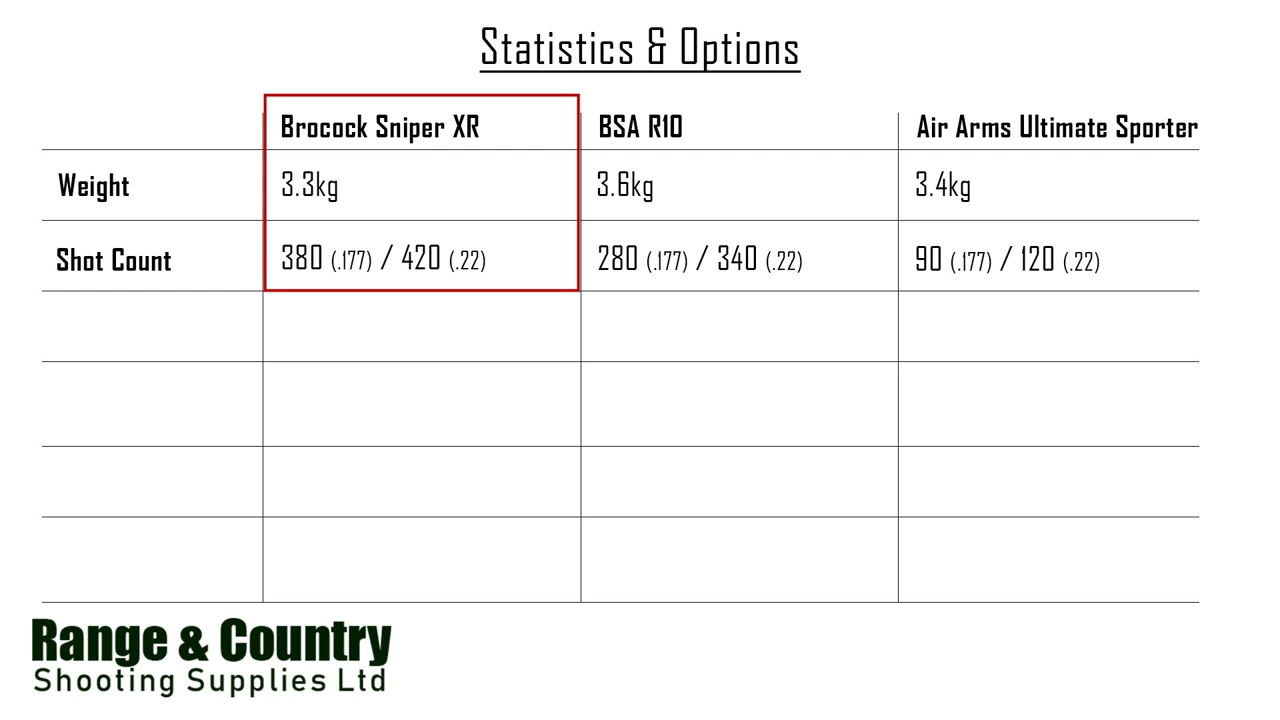 Statistics & Options
Brocock Sniper XR BSA R10 Air Arms Ultimate Sporter
Weight 3.3kg 3.6kg 3.4kg
Shot Count 380 (.177) / 420 (.22) 280 (.177) / 340 (.22) 90 (.177) / 120 (.22)
Range & Country
Shooting Supplies Ltd